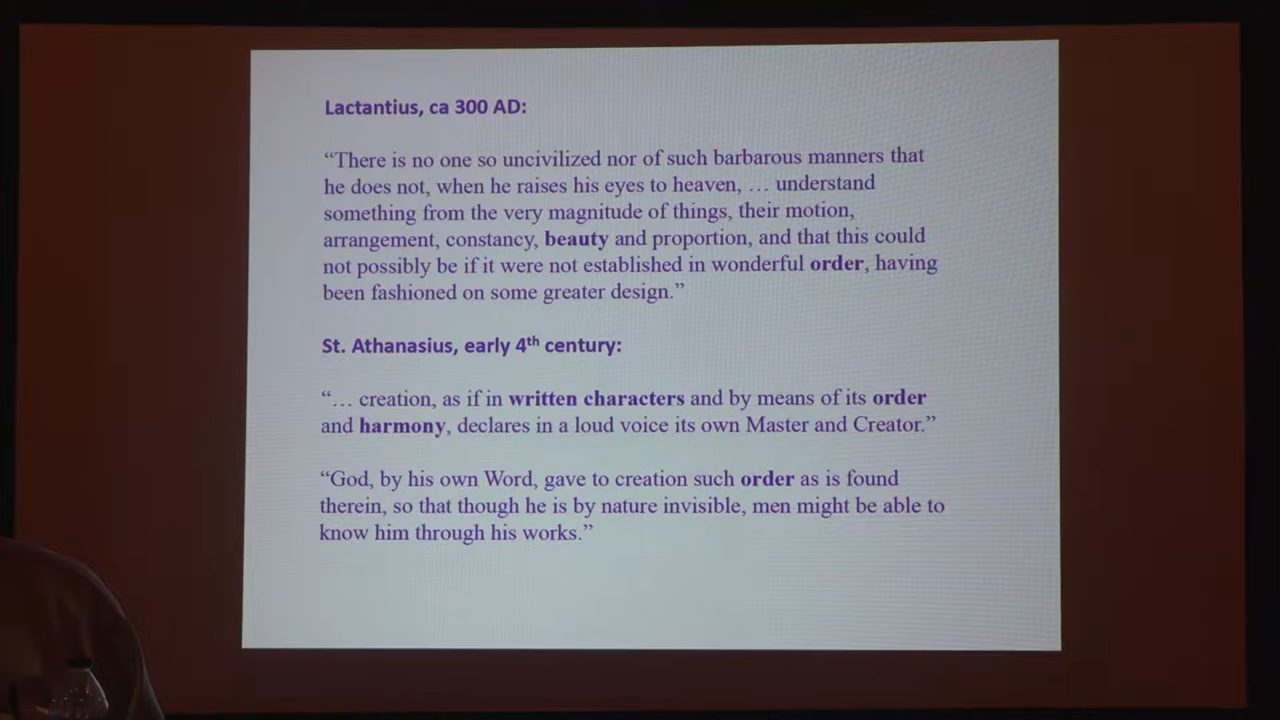 Lactantius, ca 300 AD:
“There is no one so uncivilized nor of such barbarous manners that
he does not, when he raises his eyes to heaven, … understand
something from the very magnitude of things, their motion,
arrangement, constancy, beauty and proportion, and that this could
not possibly be if it were not established in wonderful order, having
been fashioned on some greater design.”
St. Athanasius, early 4th century:
“… creation, as if in written characters and by means of its order
and harmony, declares in a loud voice its own Master and Creator.”
“God, by his own Word, gave to creation such order as is found
therein, so that though he is by nature invisible, men might be able to
know him through his works.”